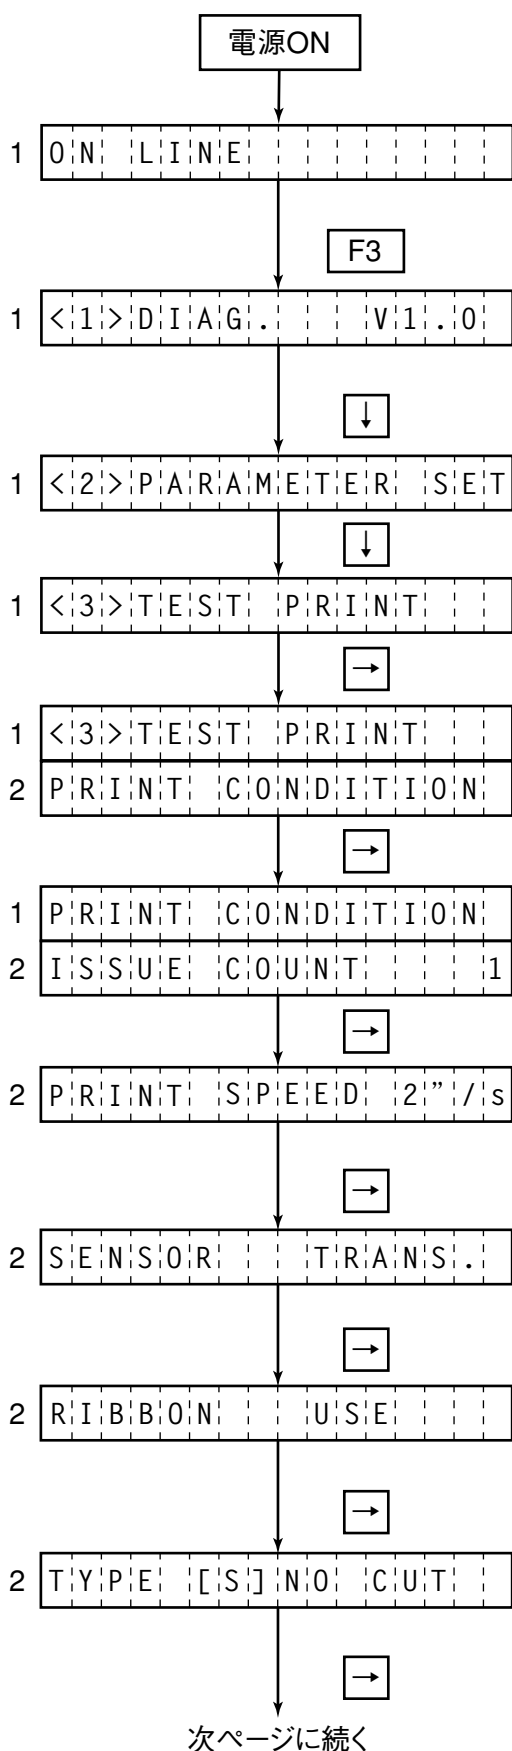 電源ON
1 ON LINE
F3
1 <1>DIAG. V1.0
↓
1 <2>PARAMETER SET
↓
1 <3>TEST PRINT
→
1 <3>TEST PRINT
2 PRINT CONDITION
→
1 PRINT CONDITION
2 ISSUE COUNT 1
→
2 PRINT SPEED 2”/s
→
2 SENSOR TRANS.
→
2 RIBBON USE
→
2 TYPE [S]NO CUT
→
次ページに続く